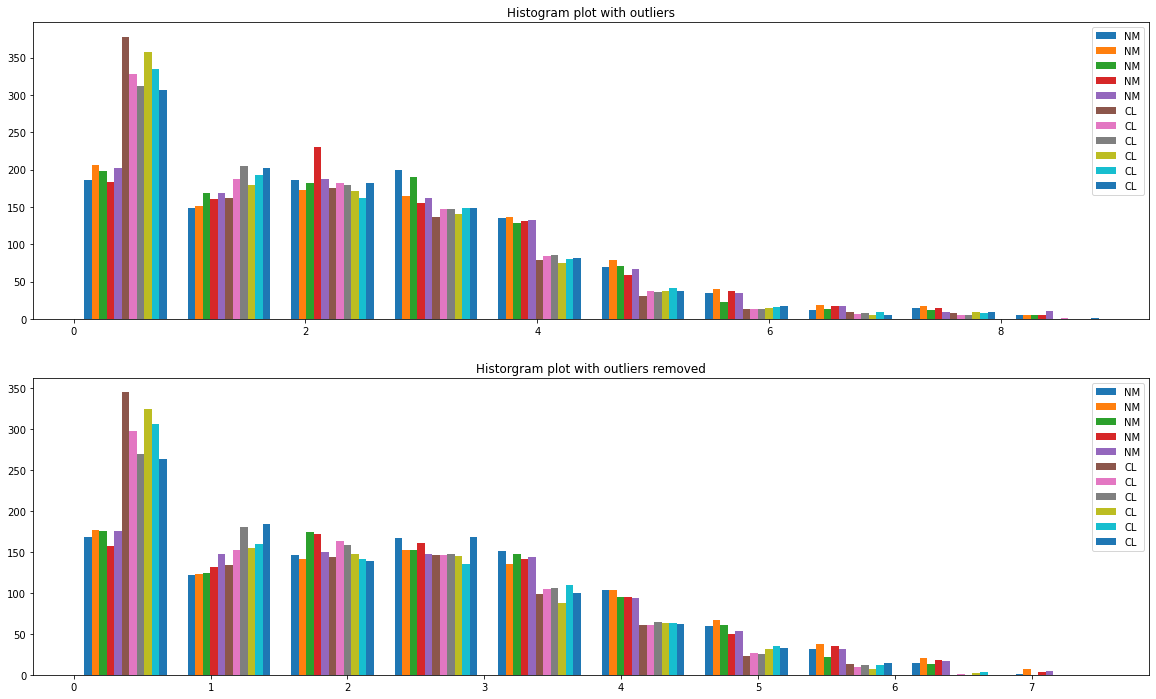 Histogram plot with outliers
350
300
250
200
150
100
50
0
0 2 4 6 8
NM
NM
NM
NM
NM
CL
CL
CL
CL
CL
CL
Historgram plot with outliers removed
350
300
250
200
150
100
50
0
0 1 2 3 4 5 6 7
NM
NM
NM
NM
NM
CL
CL
CL
CL
CL
CL